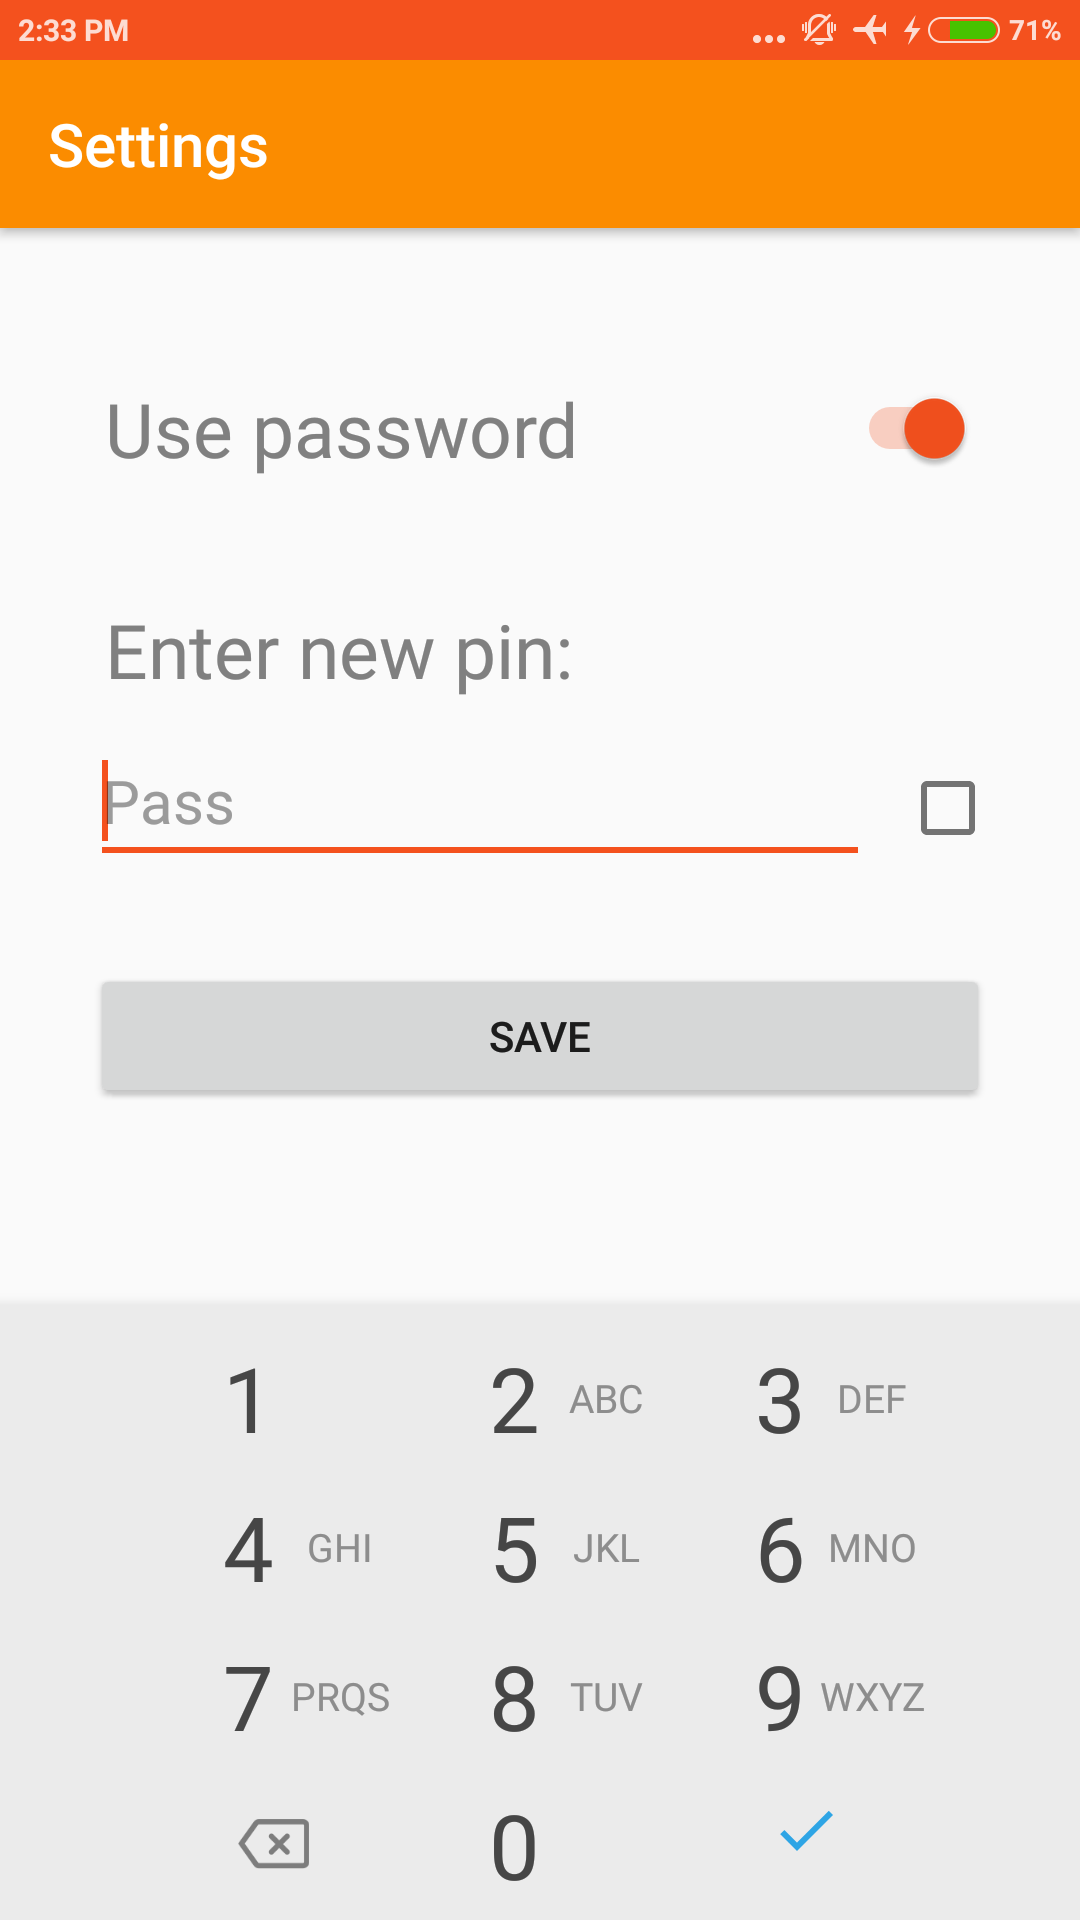 2:33 PM 71%
Settings
Use password
Enter new pin:
Pass
SAVE
1 2 ABC 3 DEF
4 GHI 5 JKL 6 MNO
7 PRQS 8 TUV 9 WXYZ
0